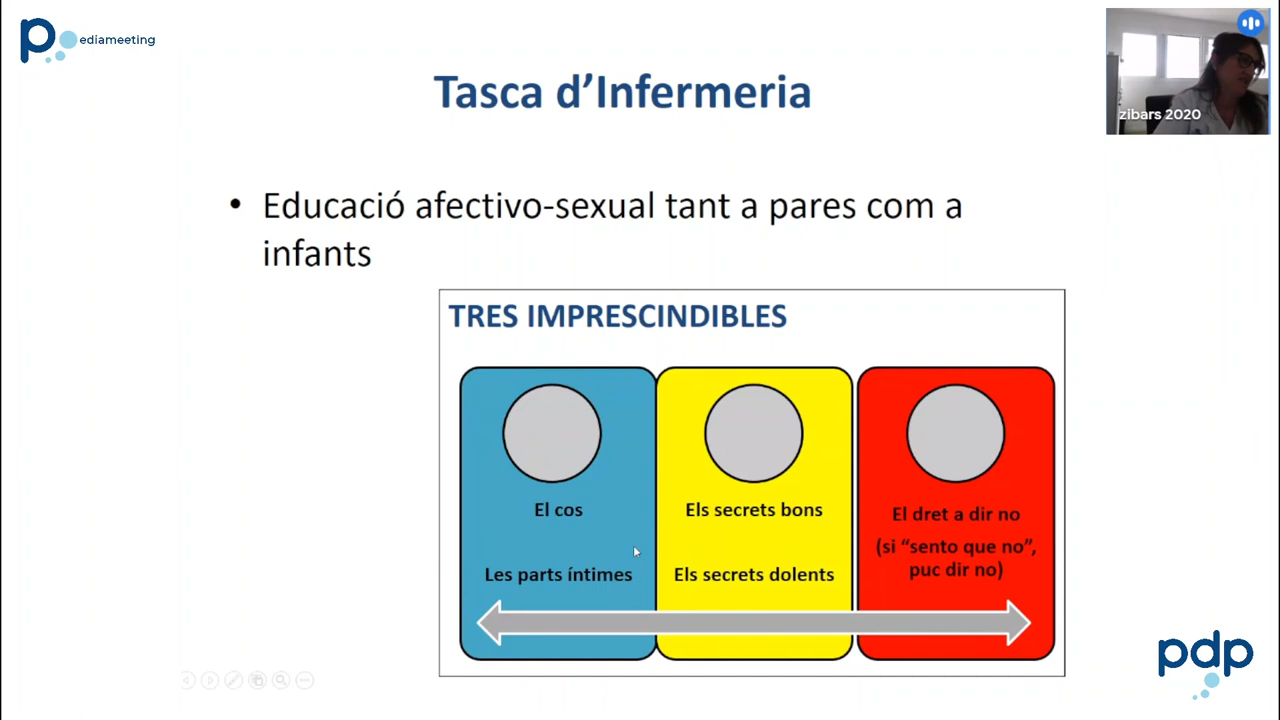 pediameeting
zibars 2020
Tasca d’Infermeria
• Educació afectivo-sexual tant a pares com a
infants
TRES IMPRESCINDIBLES
El cos
Les parts íntimes
Els secrets bons
Els secrets dolents
El dret a dir no
(si “sento que no”,
puc dir no)
pdp